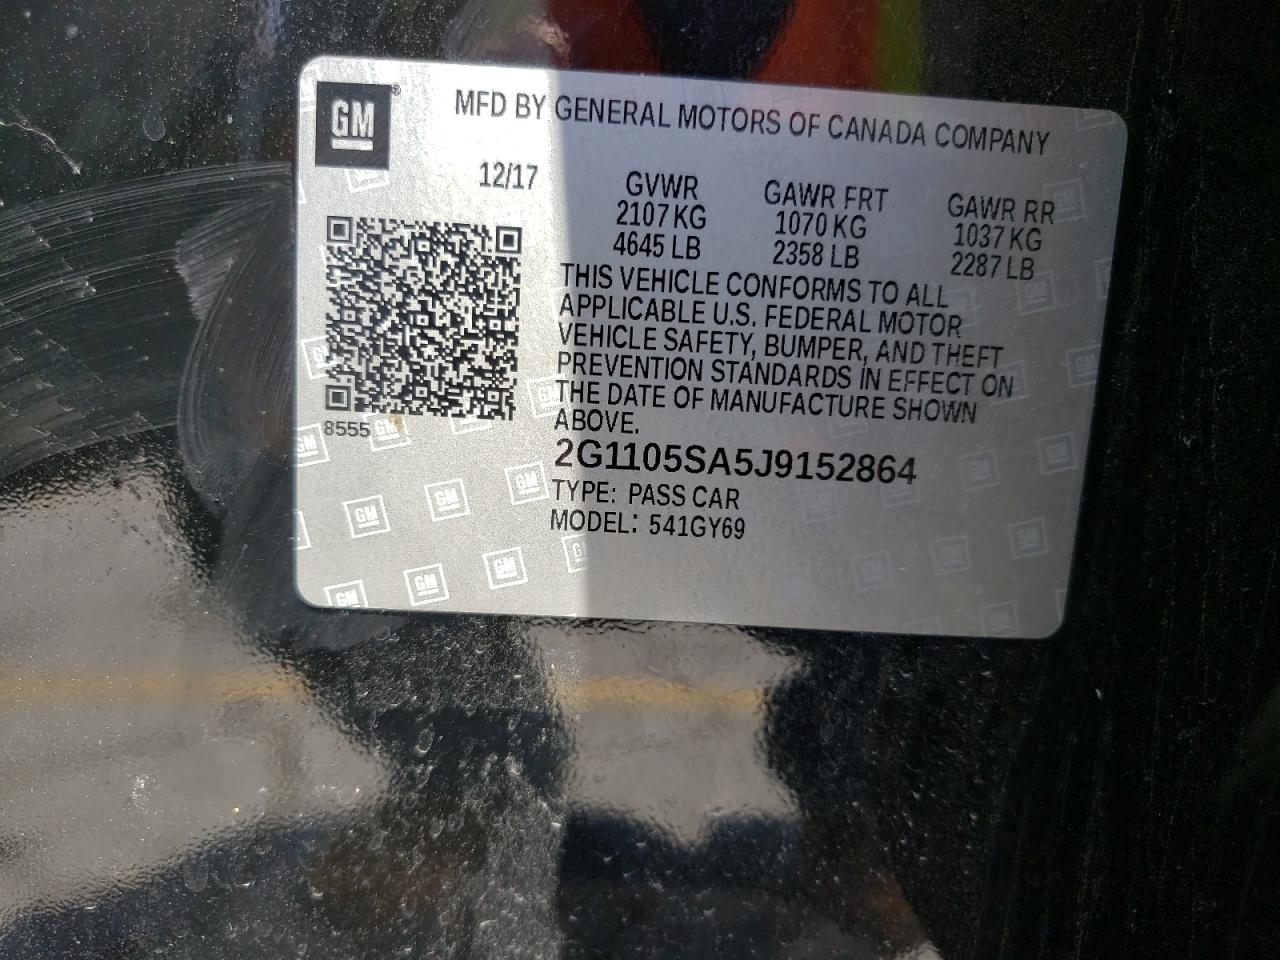 GM ®
MFD BY GENERAL MOTORS OF CANADA COMPANY
12/17
GVWR
2107 KG
4645 LB
GAWR FRT
1070 KG
2358 LB
GAWR RR
1037 KG
2287 LB
THIS VEHICLE CONFORMS TO ALL
APPLICABLE U.S. FEDERAL MOTOR
VEHICLE SAFETY, BUMPER, AND THEFT
PREVENTION STANDARDS IN EFFECT ON
THE DATE OF MANUFACTURE SHOWN
ABOVE.
8555
2G1105SA5J9152864
TYPE: PASS CAR
MODEL: 541GY69